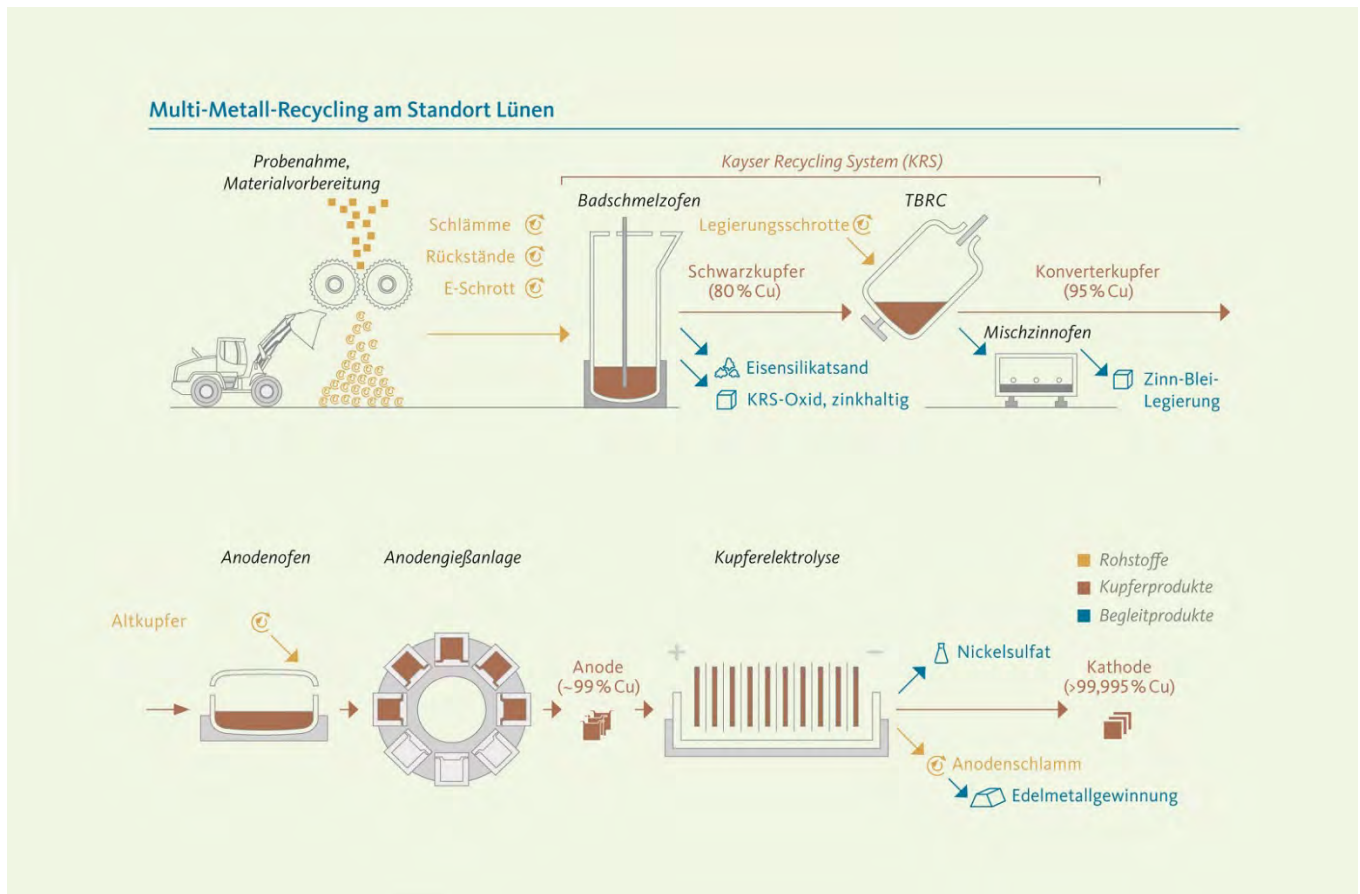 Multi-Metall-Recycling am Standort Lünen
Probenahme,
Materialvorbereitung
Kayser Recycling System (KRS)
Badschmelzofen
TBRC
Schlämme
Rückstände
E-Schrott
Legierungsschrotte
Schwarzkupfer
(80 % Cu)
Konverterkupfer
(95 % Cu)
Mischzinnofen
Eisensilikatsand
KRS-Oxid, zinkhaltig
Zinn-Blei-
Legierung
Anodenofen
Anodengießanlage
Kupferelektrolyse
Rohstoffe
Kupferprodukte
Begleitprodukte
Altkupfer
+
−
Anode
(~99 % Cu)
Nickelsulfat
Kathode
(>99,995 % Cu)
Anodenschlamm
Edelmetallgewinnung